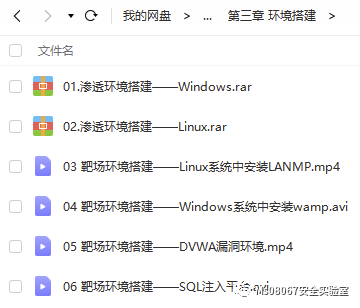 我的网盘 > ... 第三章 环境搭建 >
文件名
01.渗透环境搭建——Windows.rar
02.渗透环境搭建——Linux.rar
03 靶场环境搭建——Linux系统中安装LANMP.mp4
04 靶场环境搭建——Windows系统中安装wamp.avi
05 靶场环境搭建——DVWA漏洞环境.mp4
06 靶场环境搭建——SQL注入平台.avi
Ms08067安全实验室